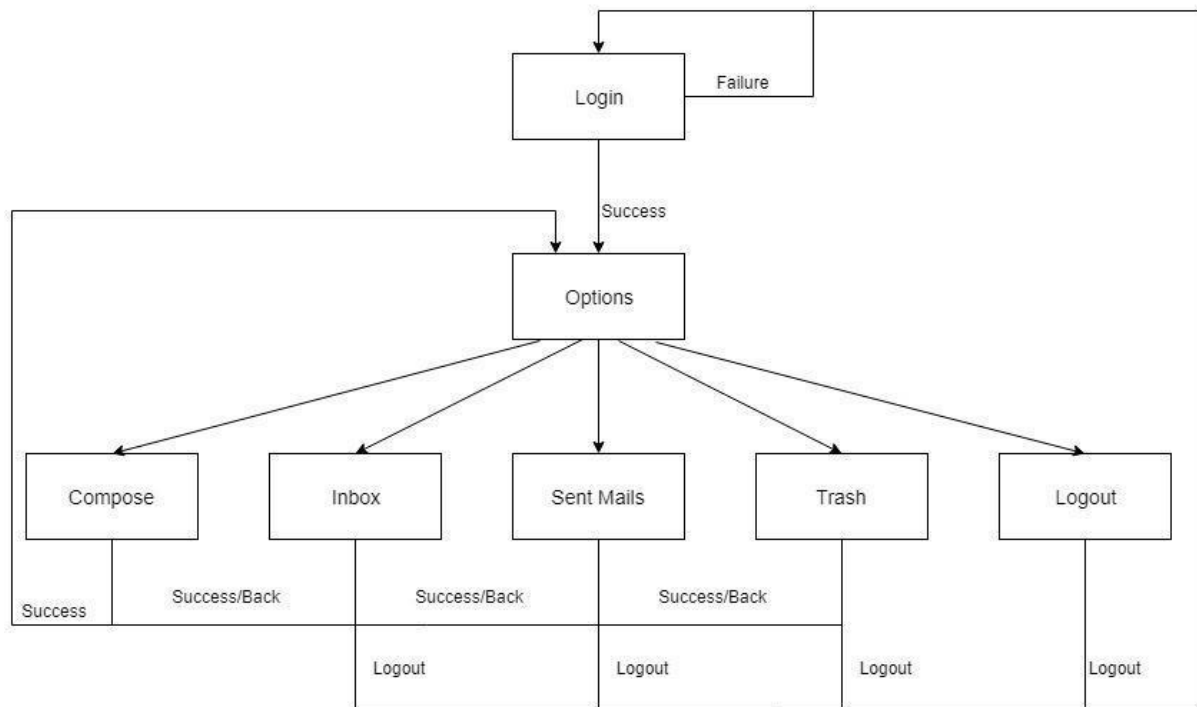 Login
Failure
Success
Options
Compose
Inbox
Sent Mails
Trash
Logout
Success
Success/Back
Success/Back
Success/Back
Logout
Logout
Logout
Logout